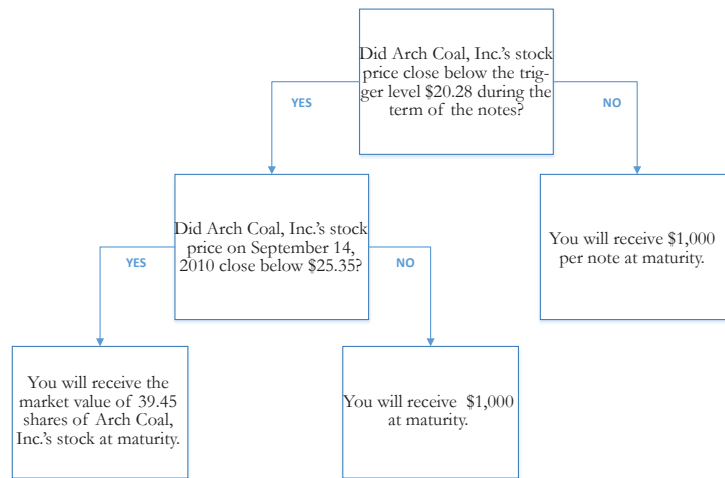 Did Arch Coal, Inc.'s stock
price close below the trig-
ger level $20.28 during the
term of the notes?
YES
NO
Did Arch Coal, Inc.'s stock
price on September 14,
2010 close below $25.35?
You will receive $1,000
per note at maturity.
YES
NO
You will receive the
market value of 39.45
shares of Arch Coal,
Inc.'s stock at maturity.
You will receive $1,000
at maturity.